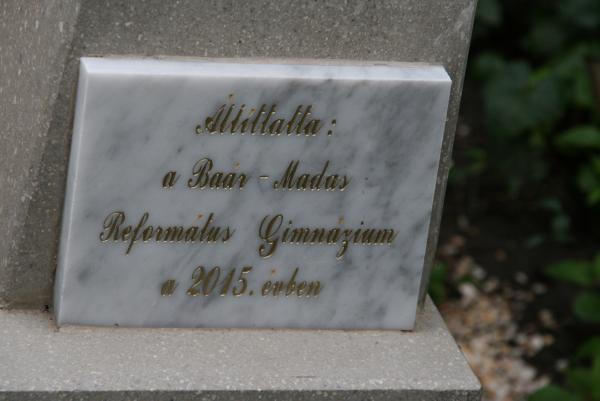 Állíttatta:
a Baár - Madas
Református Gimnázium
a 2015. évben